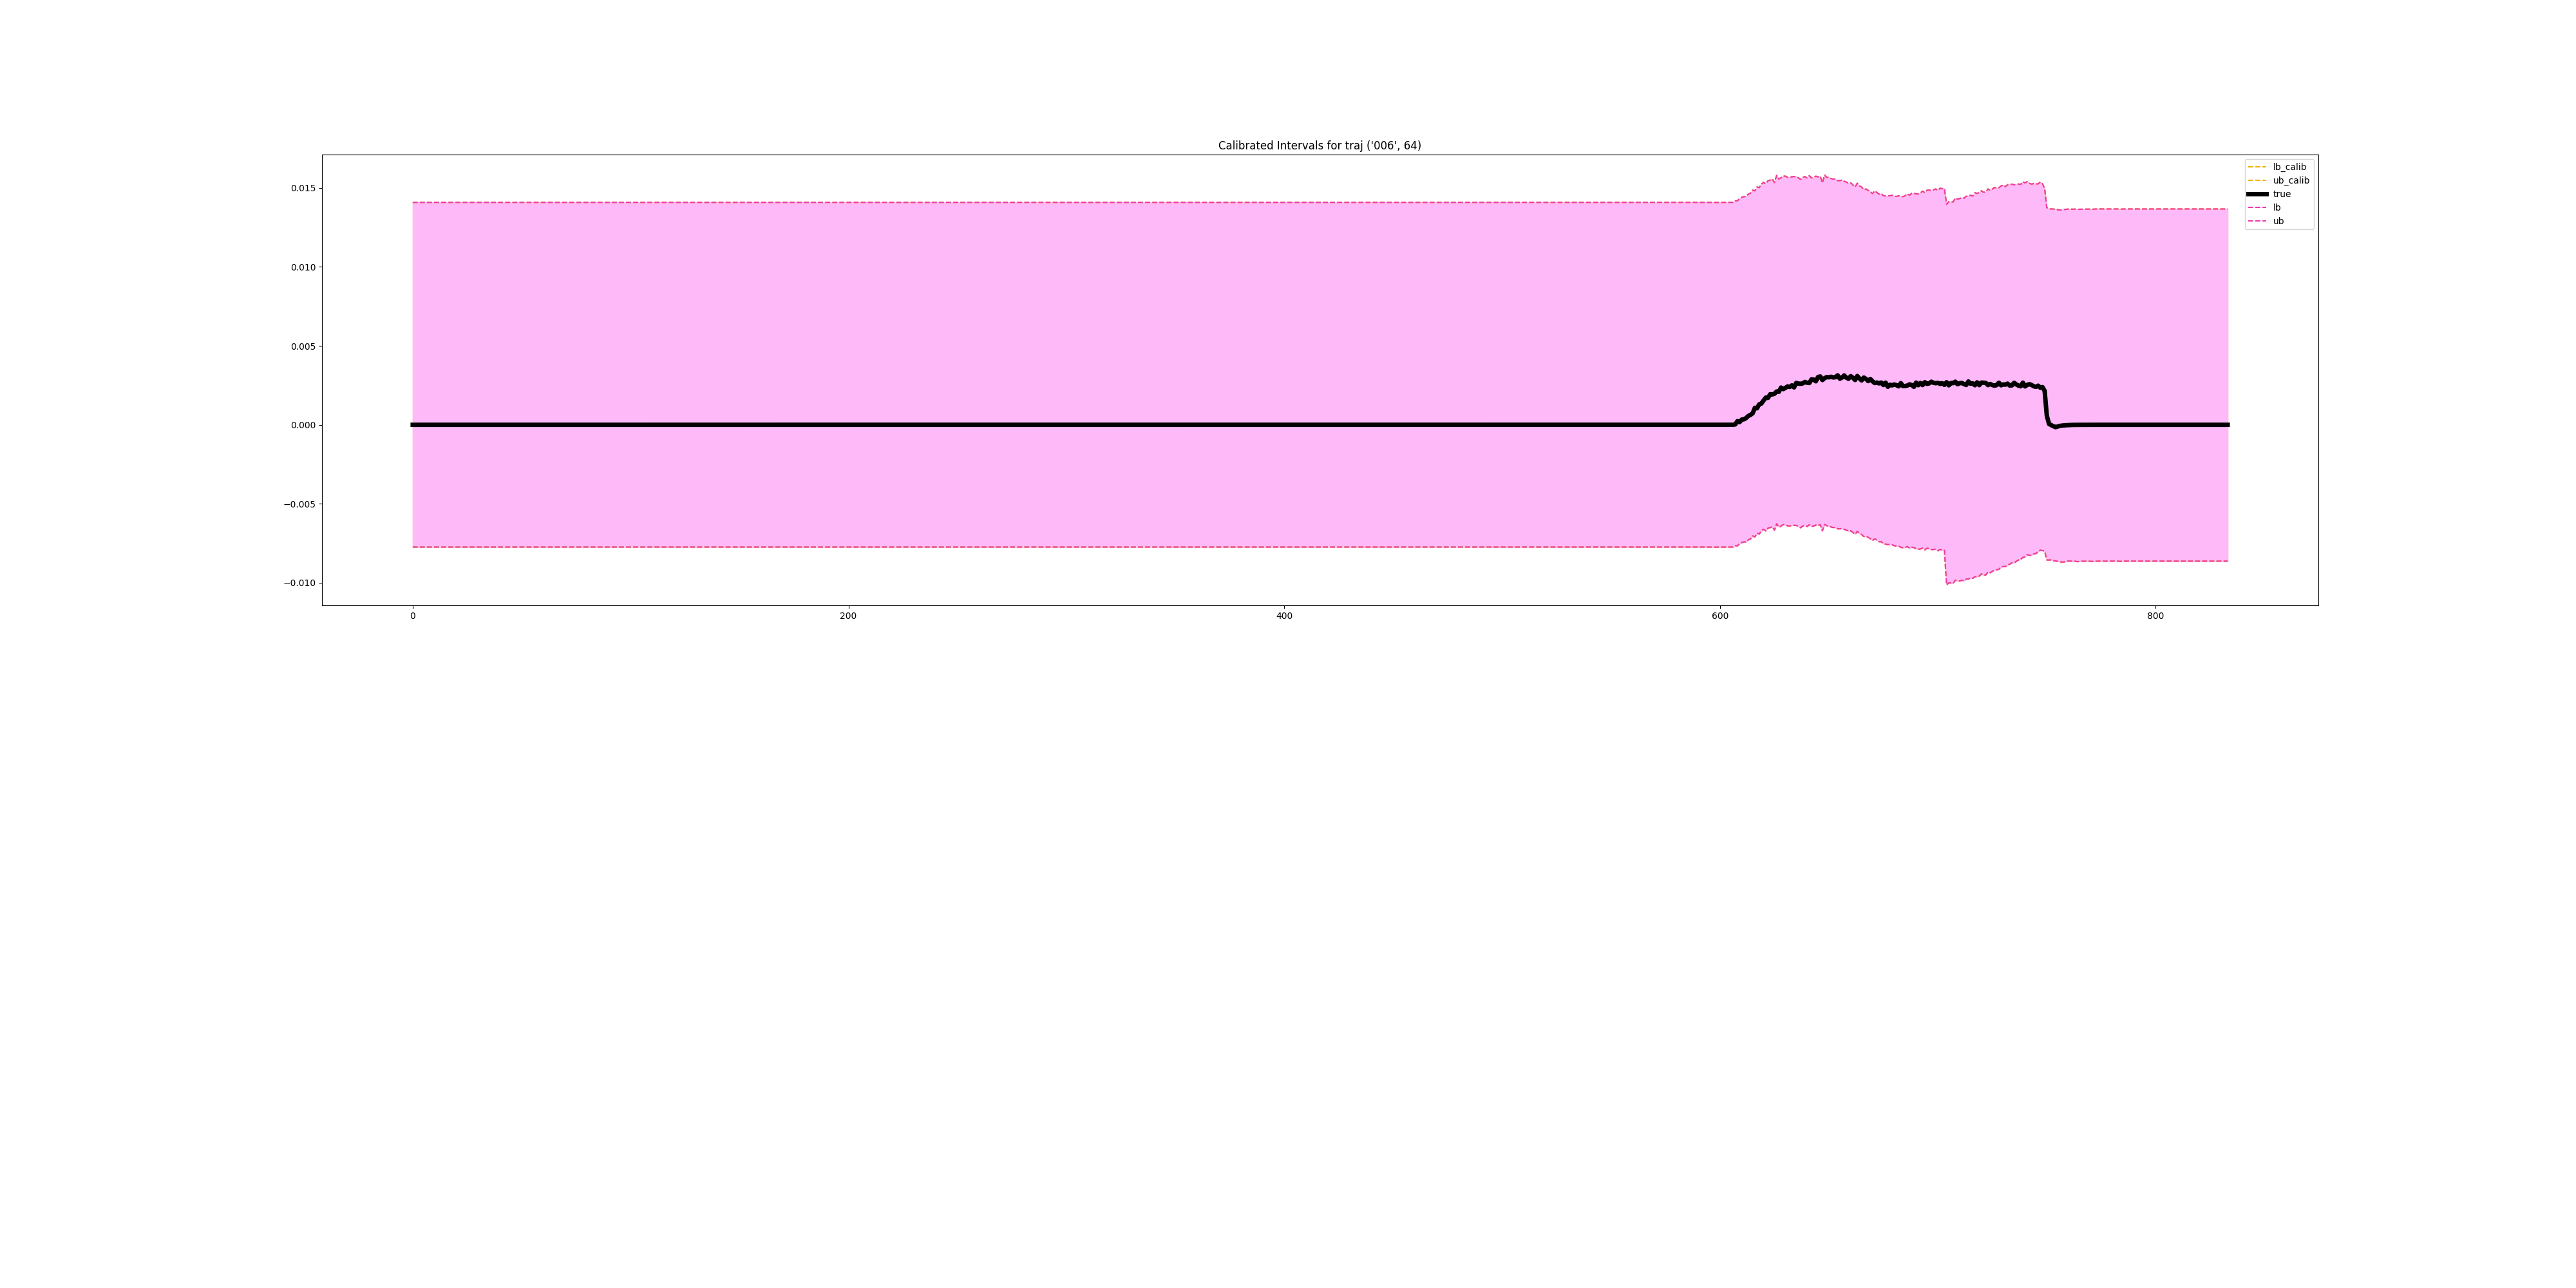 Calibrated Intervals for traj ('006', 64)
lb_calib
ub_calib
true
lb
ub
0.015
0.010
0.005
0.000
−0.005
−0.010
0 200 400 600 800